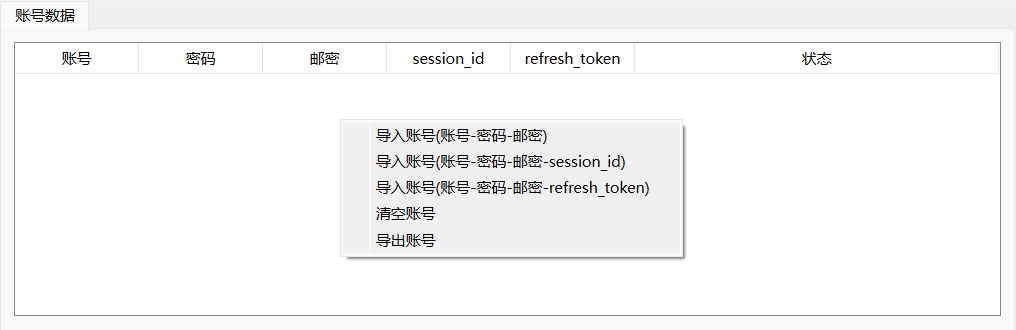 账号数据
账号 密码 邮密 session_id refresh_token 状态
导入账号(账号-密码-邮密)
导入账号(账号-密码-邮密-session_id)
导入账号(账号-密码-邮密-refresh_token)
清空账号
导出账号